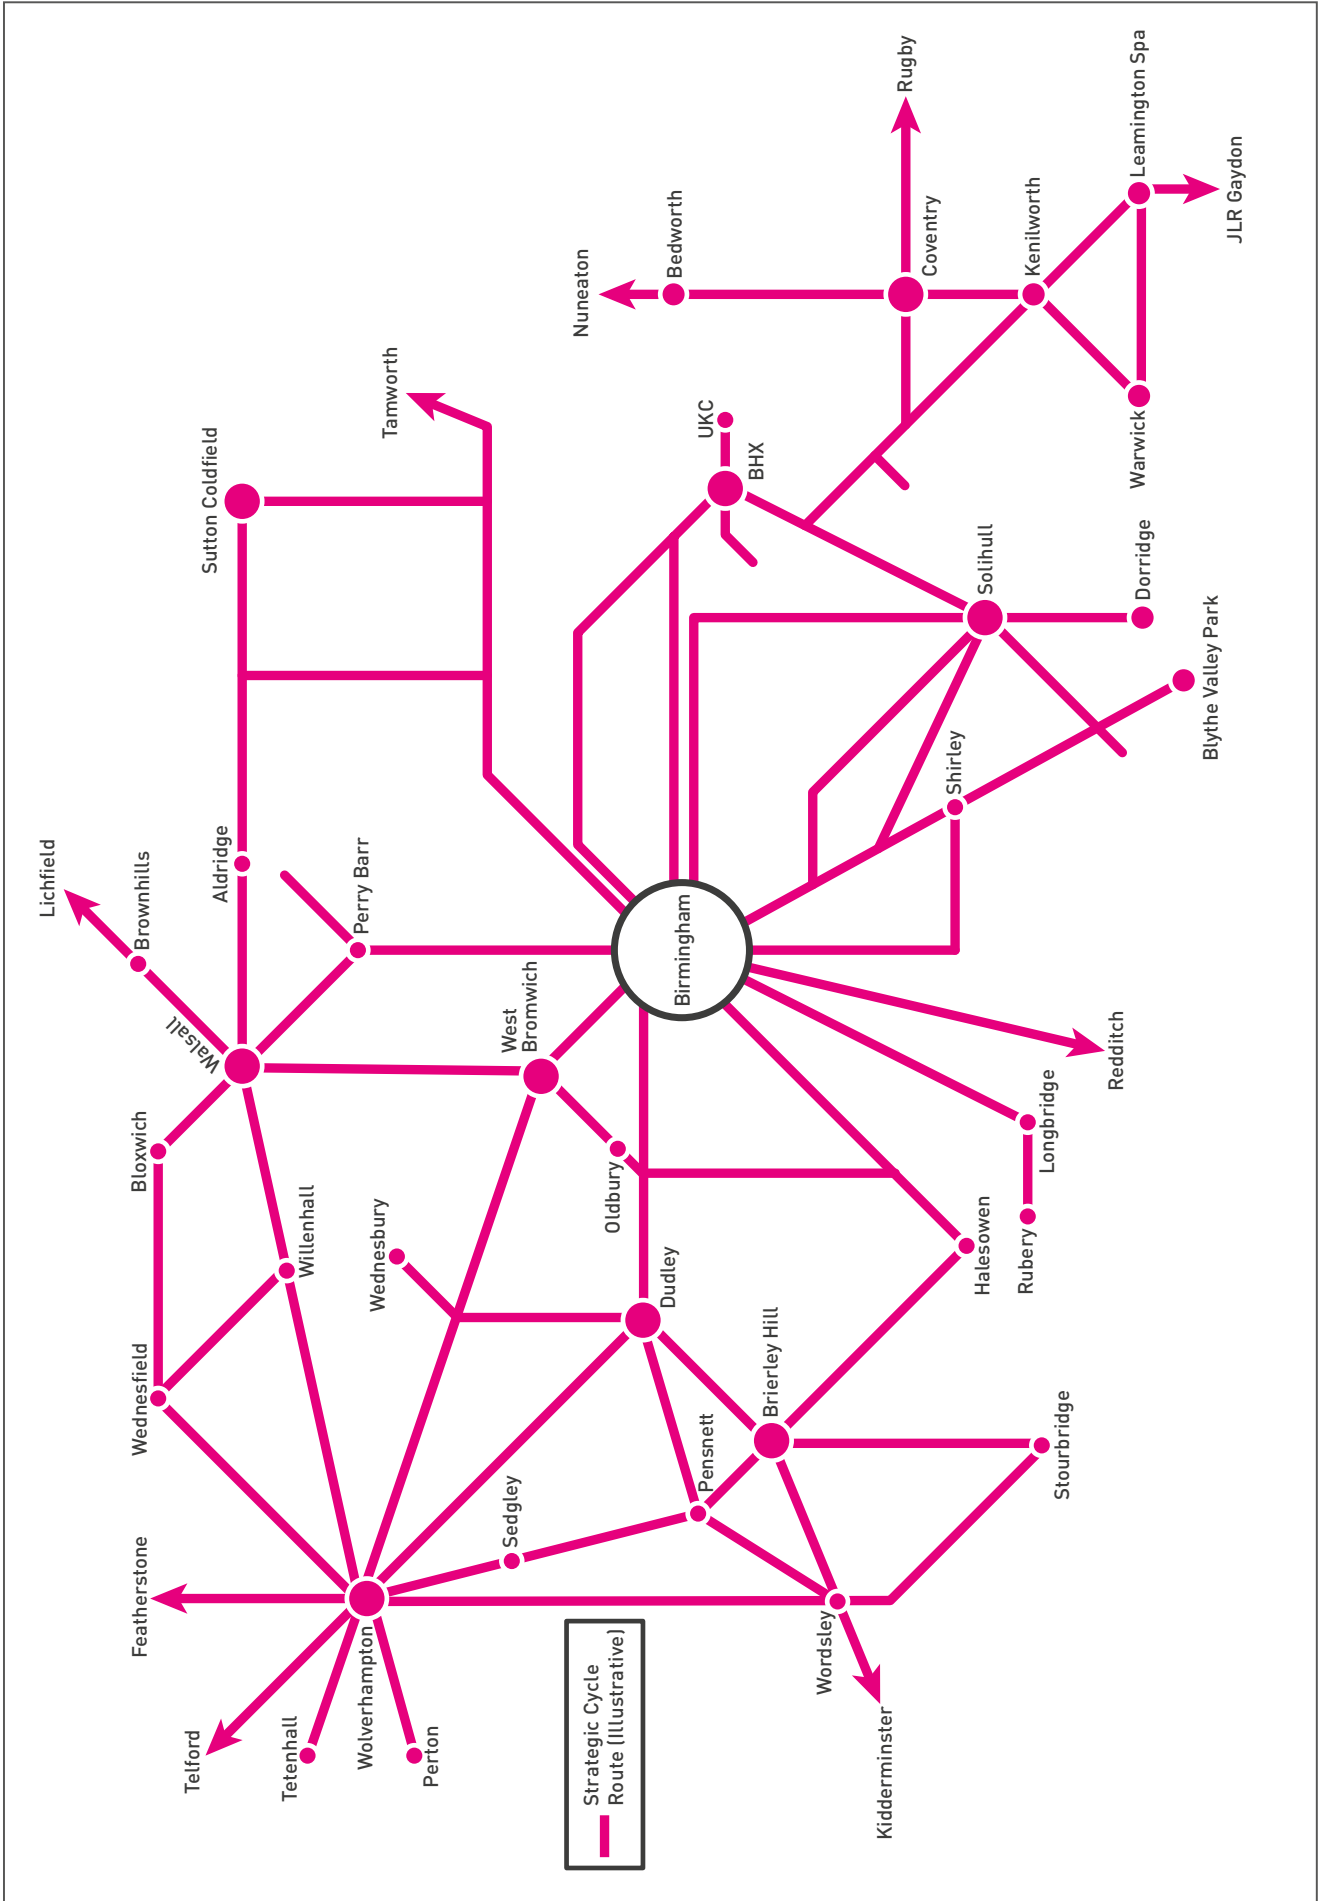 Lichfield
Brownhills
Featherstone
Wednesfield
Bloxwich
Walsall
Aldridge
Sutton Coldfield
Telford
Tetenhall
Willenhall
Perry Barr
Tamworth
Wolverhampton
Perton
Wednesbury
West
Bromwich
Sedgley
Nuneaton
Bedworth
Oldbury
Dudley
Birmingham
UKC
BHX
Pensnett
Brierley Hill
Wordsley
Kidderminster
Coventry
Rugby
Shirley
Solihull
Halesowen
Kenilworth
Rubery
Longbridge
Stourbridge
Redditch
Dorridge
Warwick
Leamington Spa
Blythe Valley Park
JLR Gaydon
Strategic Cycle
Route (Illustrative)